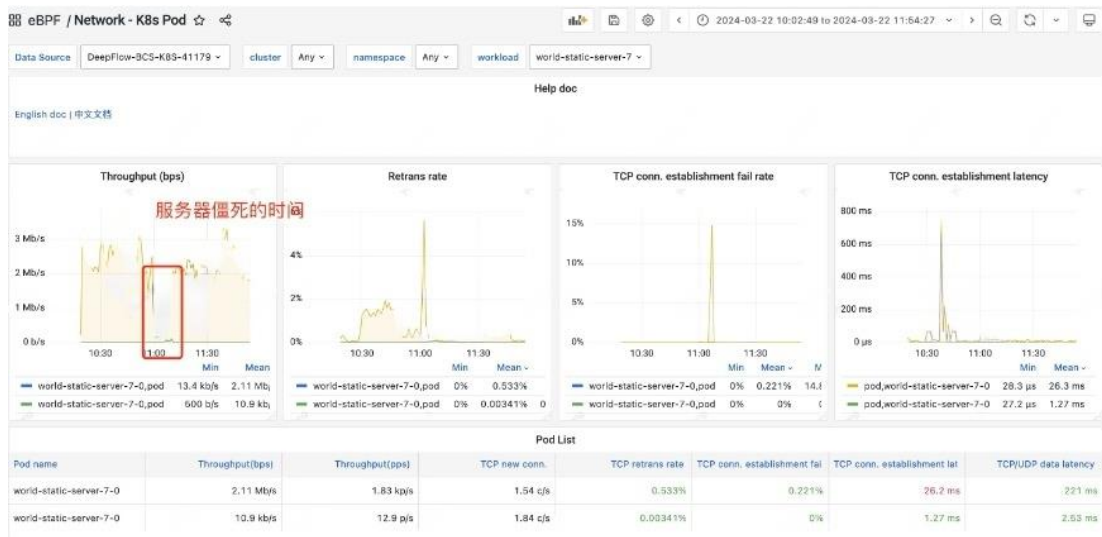 eBPF / Network - K8s Pod
2024-03-22 10:02:49 to 2024-03-22 11:54:27
Data Source DeepFlow-BCS-K8S-41179 cluster Any namespace Any workload world-static-server-7
Help doc
English doc | 中文文档
Throughput (bps)
服务器僵死的时间
3 Mb/s
2 Mb/s
1 Mb/s
0 b/s
10:30 11:00 11:30
Min Mean
world-static-server-7-0,pod 13.4 kb/s 2.11 Mb
world-static-server-7-0,pod 600 b/s 10.9 kb
Retrans rate
4%
2%
0%
10:30 11:00 11:30
Min Mean
world-static-server-7-0,pod 0% 0.533%
world-static-server-7-0,pod 0% 0.00341% 0
TCP conn. establishment fail rate
15%
10%
5%
0%
10:30 11:00 11:30
Min Mean M
world-static-server-7-0,pod 0% 0.221% 14.8
world-static-server-7-0,pod 0% 0%
TCP conn. establishment latency
800 ms
600 ms
400 ms
200 ms
0 µs
10:30 11:00 11:30
Min Mean
pod,world-static-server-7-0 28.3 µs 26.3 ms
pod,world-static-server-7-0 27.2 µs 1.27 ms
Pod List
Pod name Throughput(bps) Throughput(pps) TCP new conn. TCP retrans rate TCP conn. establishment fai TCP conn. establishment lat TCP/UDP data latency
world-static-server-7-0 2.11 Mb/s 1.83 kp/s 1.54 c/s 0.533% 0.221% 26.2 ms 221 ms
world-static-server-7-0 10.9 kb/s 12.9 p/s 1.84 c/s 0.00341% 0% 1.27 ms 2.53 ms